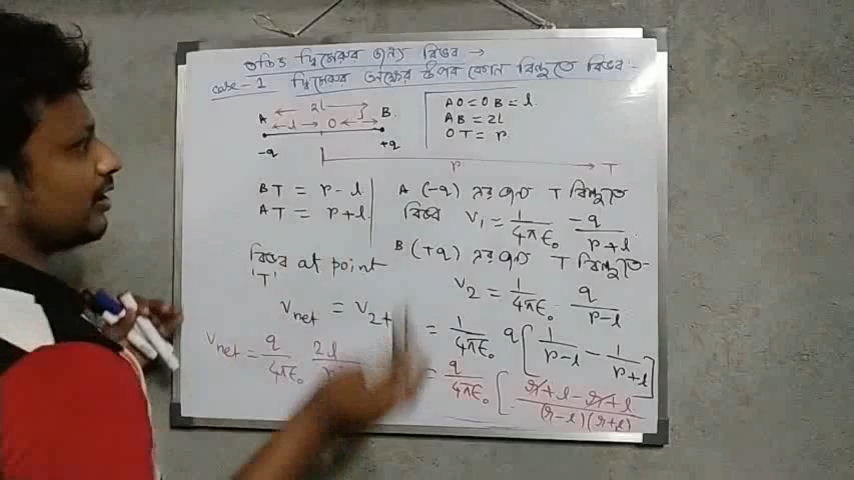 তড়িৎ দ্বিমেরুর জন্য বিভব →
Case - 1 দ্বিমেরুর অক্ষের উপর কোন বিন্দুতে বিভব :-
2l
A l O B
-q +q
AO = OB = l
AB = 2l
OT = r
r T
BT = r - l
AT = r + l
A (-q) এর জন্য T বিন্দুতে
বিভব V₁ = 1/4πϵ₀ -q/r+l
B (+q) এর জন্য T বিন্দুতে-
V₂ = 1/4πϵ₀ q/r-l
বিভব at point
'T'
Vnet = V₂+
= 1/4πϵ₀ q [1/r-l - 1/r+l]
= q/4πϵ₀ [r+l-r+l/(r-l)(r+l)]
Vnet = q/4πϵ₀ 2l